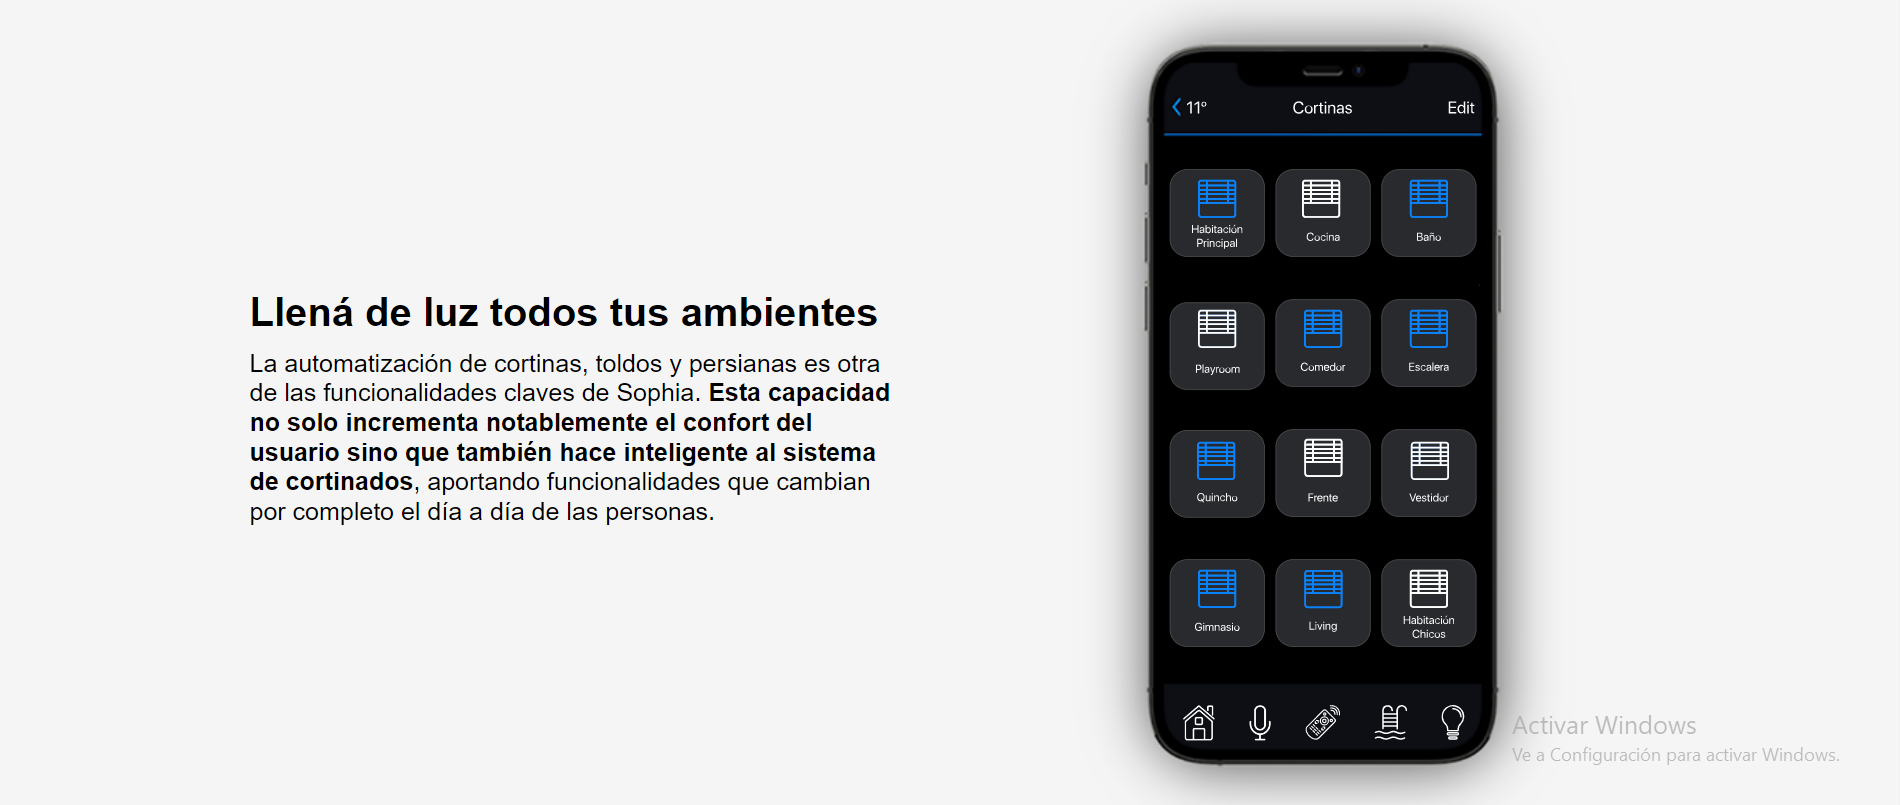 Llená de luz todos tus ambientes
La automatización de cortinas, toldos y persianas es otra
de las funcionalidades claves de Sophia. Esta capacidad
no solo incrementa notablemente el confort del
usuario sino que también hace inteligente al sistema
de cortinados, aportando funcionalidades que cambian
por completo el día a día de las personas.
11° Cortinas Edit
Habitación
Principal
Cocina
Baño
Playroom
Comedor
Escalera
Quincho
Frente
Vestidor
Gimnasio
Living
Habitación
Chicos
Activar Windows
Ve a Configuración para activar Windows.